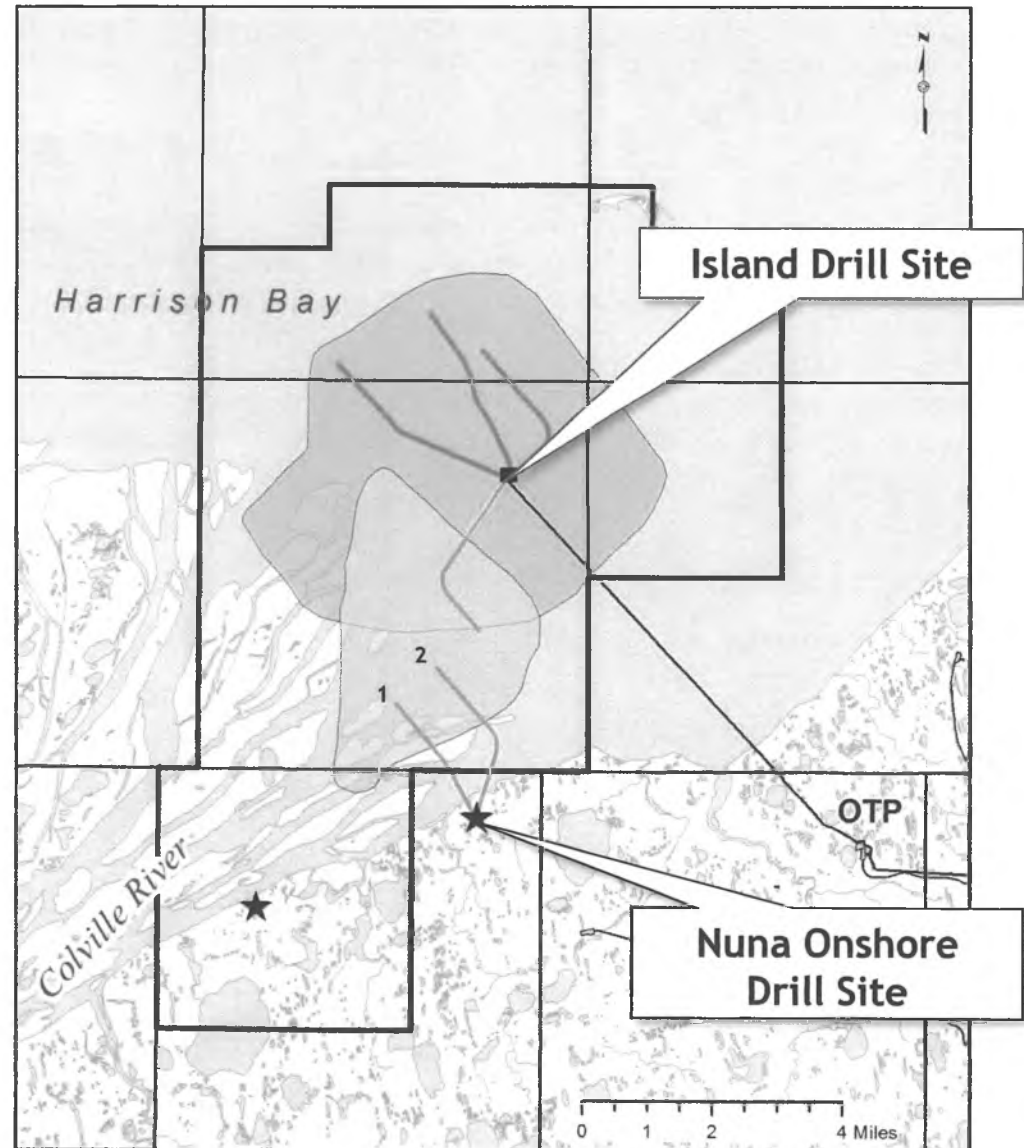 N
Island Drill Site
Harrison Bay
2
1
OTP
Colville River
Nuna Onshore
Drill Site
0 1 2 4 Miles